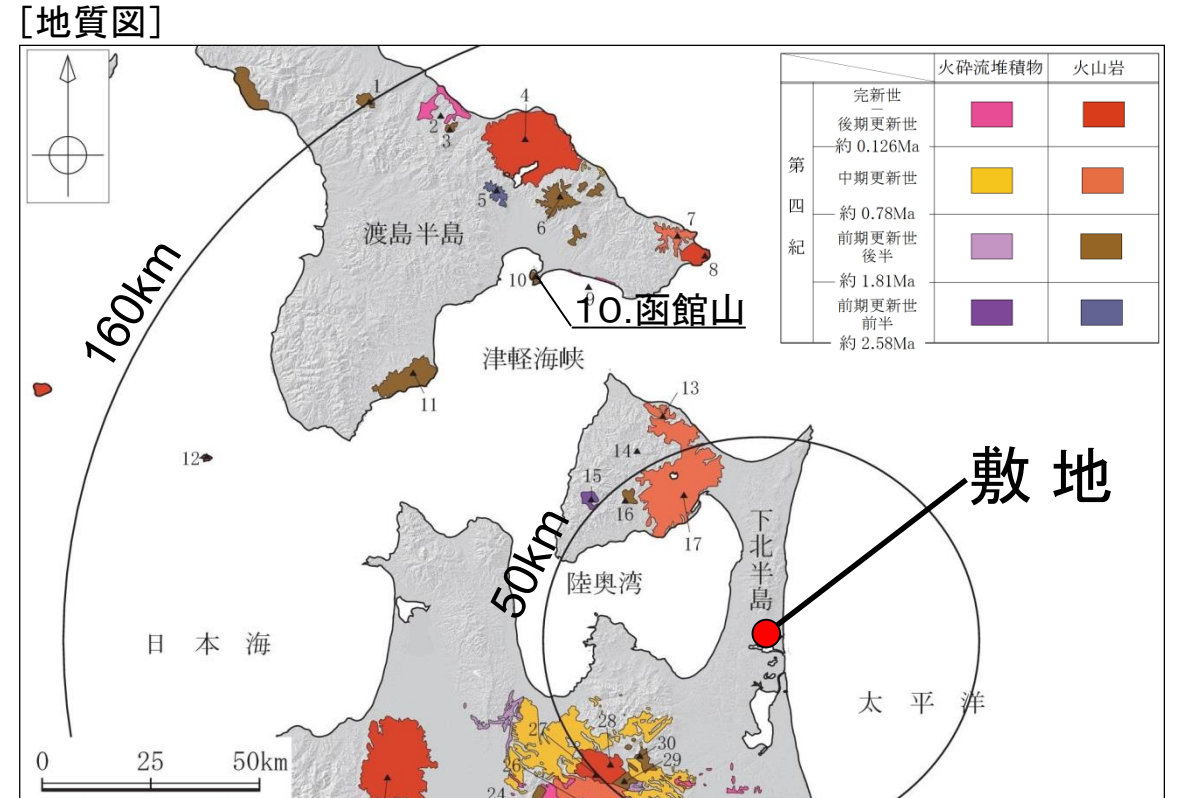 [地質図]
火砕流堆積物 火山岩
第四紀
完新世
｜
後期更新世
約 0.126Ma
中期更新世
約 0.78Ma
前期更新世
後半
約 1.81Ma
前期更新世
前半
約 2.58Ma
1
2
3
4
5
6
7
8
9
10
渡島半島
10.函館山
160km
津軽海峡
11
12
13
14
15
16
17
敷 地
50km
下北半島
陸奥湾
日 本 海
太 平 洋
27
28
30
29
26
24
0 25 50km